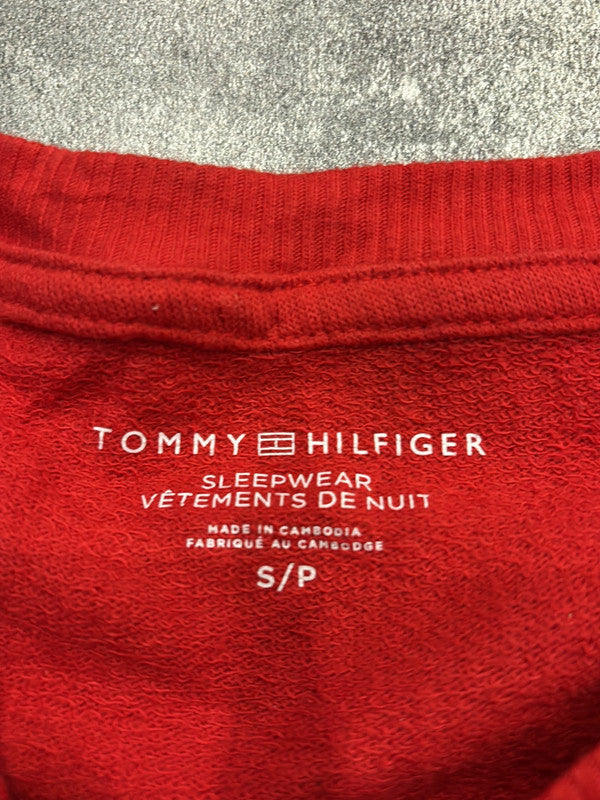 TOMMY HILFIGER
SLEEPWEAR
VÊTEMENTS DE NUIT
MADE IN CAMBODIA
FABRIQUÉ AU CAMBODGE
S/P